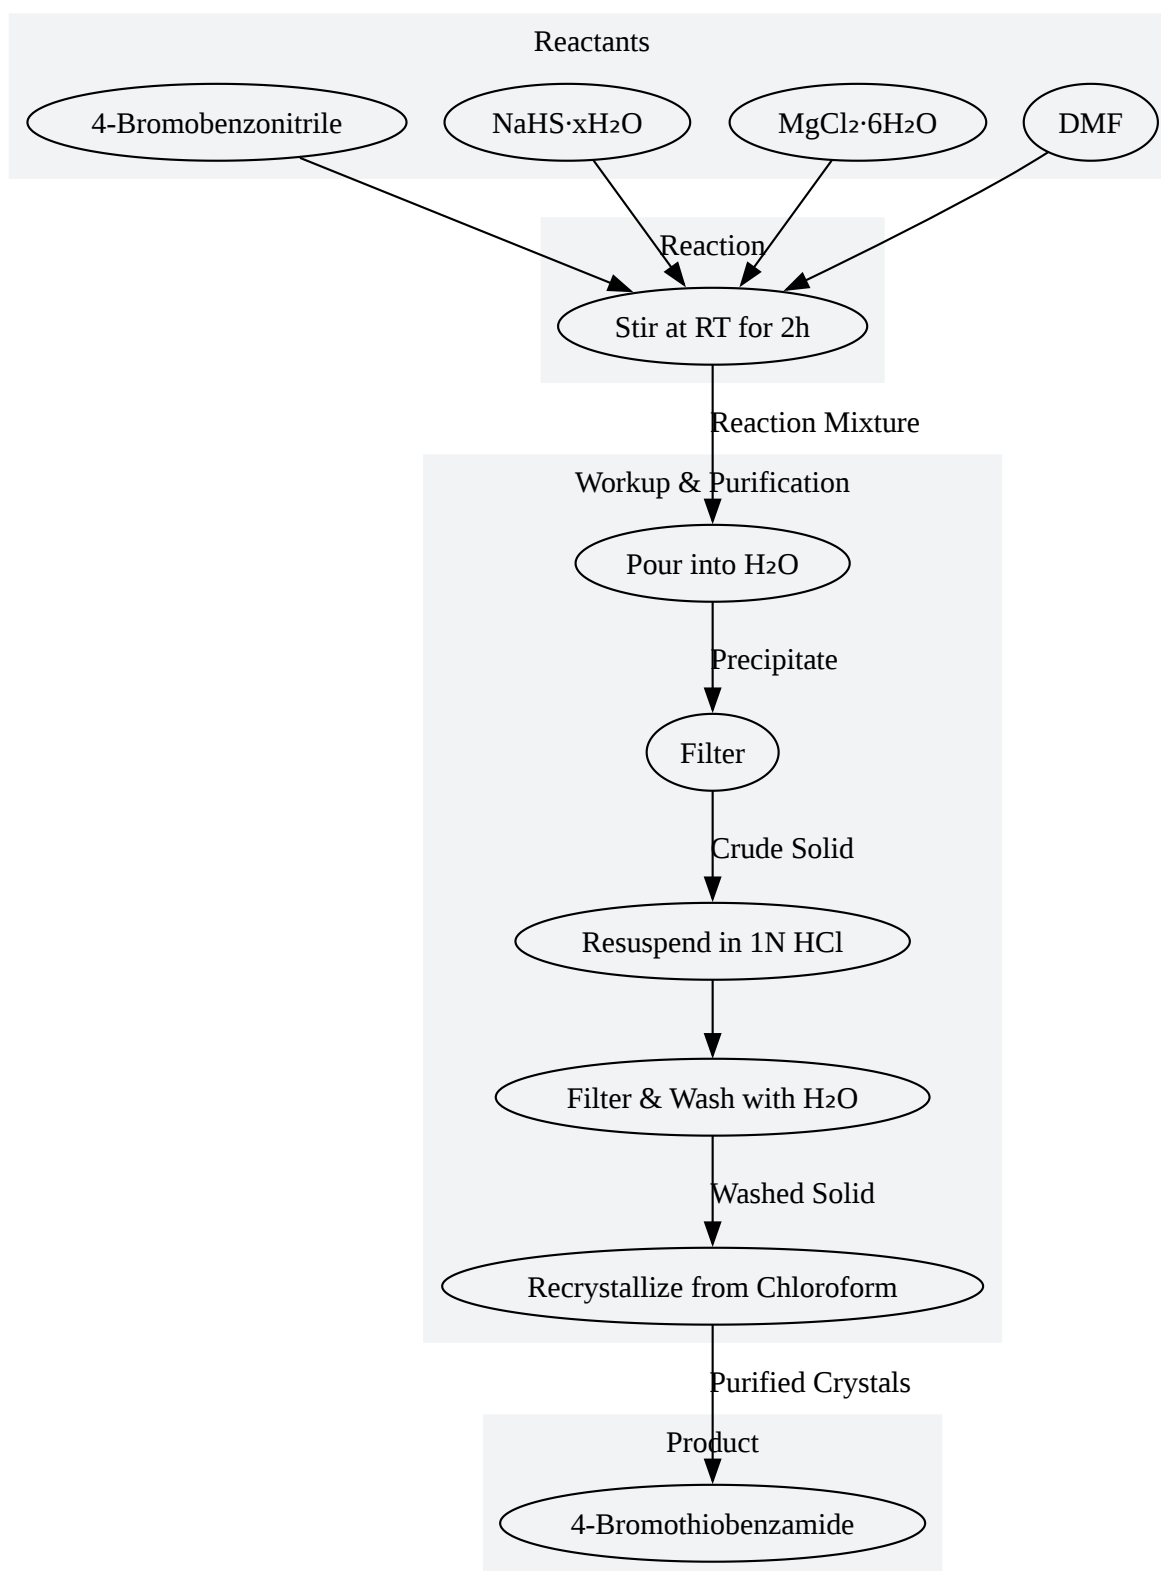 Reactants
4-Bromobenzonitrile
NaHS·xH₂O
MgCl₂·6H₂O
DMF
Reaction
Stir at RT for 2h
Reaction Mixture
Workup & Purification
Pour into H₂O
Precipitate
Filter
Crude Solid
Resuspend in 1N HCl
Filter & Wash with H₂O
Washed Solid
Recrystallize from Chloroform
Purified Crystals
Product
4-Bromothiobenzamide